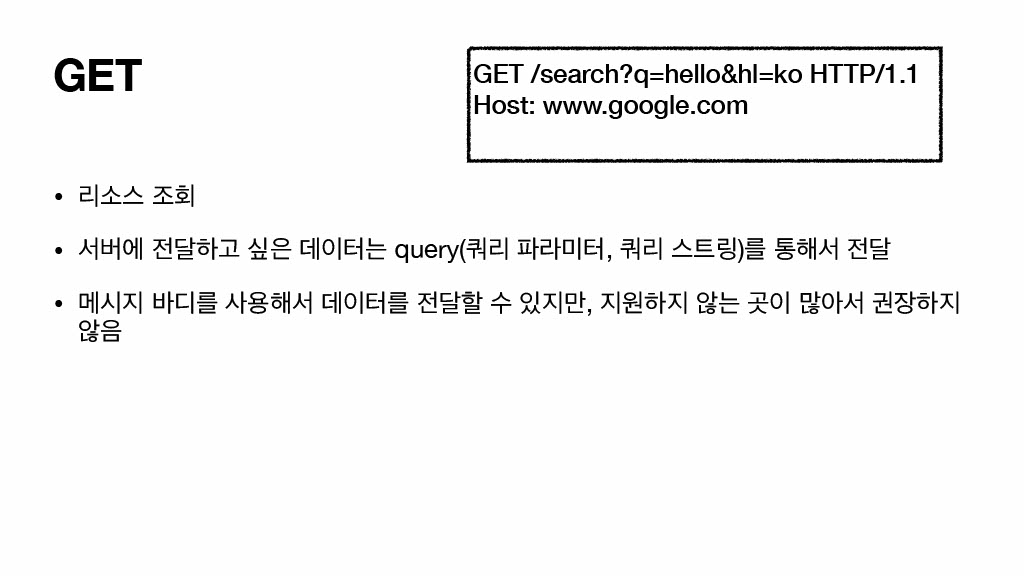 GET
GET /search?q=hello&hl=ko HTTP/1.1
Host: www.google.com
• 리소스 조회
• 서버에 전달하고 싶은 데이터는 query(쿼리 파라미터, 쿼리 스트링)를 통해서 전달
• 메시지 바디를 사용해서 데이터를 전달할 수 있지만, 지원하지 않는 곳이 많아서 권장하지
않음